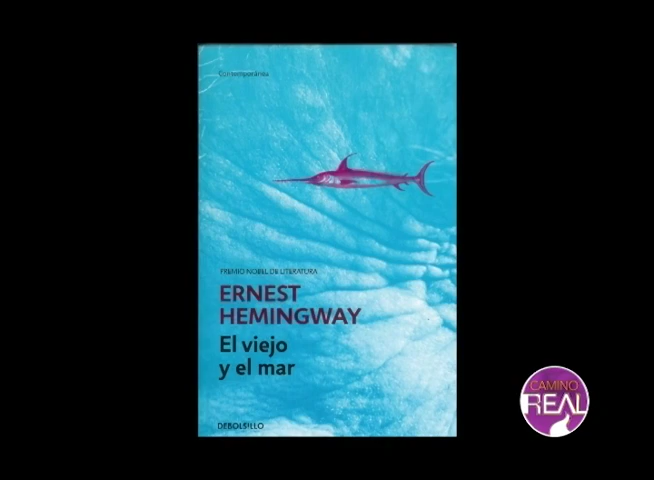 Contemporánea
PREMIO NOBEL DE LITERATURA
ERNEST
HEMINGWAY
El viejo
y el mar
DEBOLSILLO
CAMINO
REAL